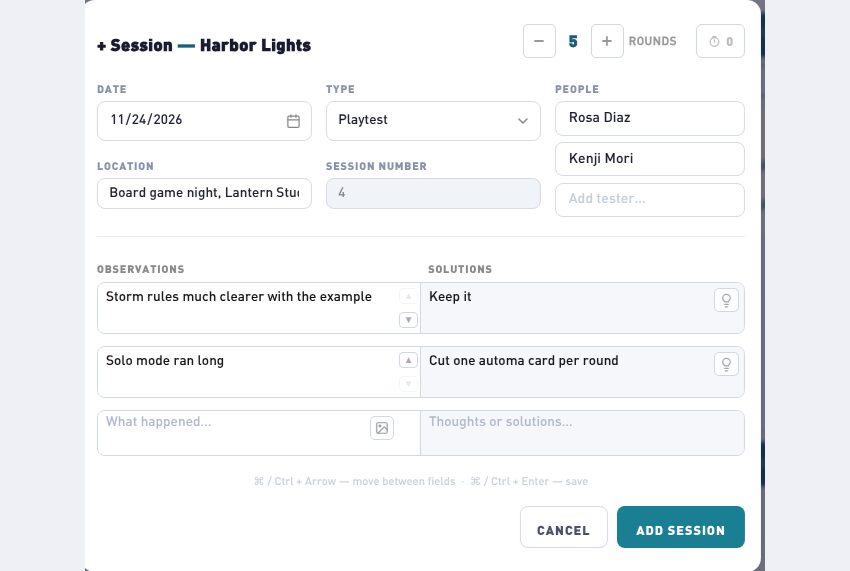 + Session — Harbor Lights
− 5 + ROUNDS 0
DATE
11/24/2026
TYPE
Playtest
PEOPLE
Rosa Diaz
Kenji Mori
Add tester...
LOCATION
Board game night, Lantern
SESSION NUMBER
4
OBSERVATIONS
SOLUTIONS
Storm rules much clearer with the example
Keep it
Solo mode ran long
Cut one automa card per round
What happened...
Thoughts or solutions...
⌘ / Ctrl + Arrow — move between fields · ⌘ / Ctrl + Enter — save
CANCEL
ADD SESSION